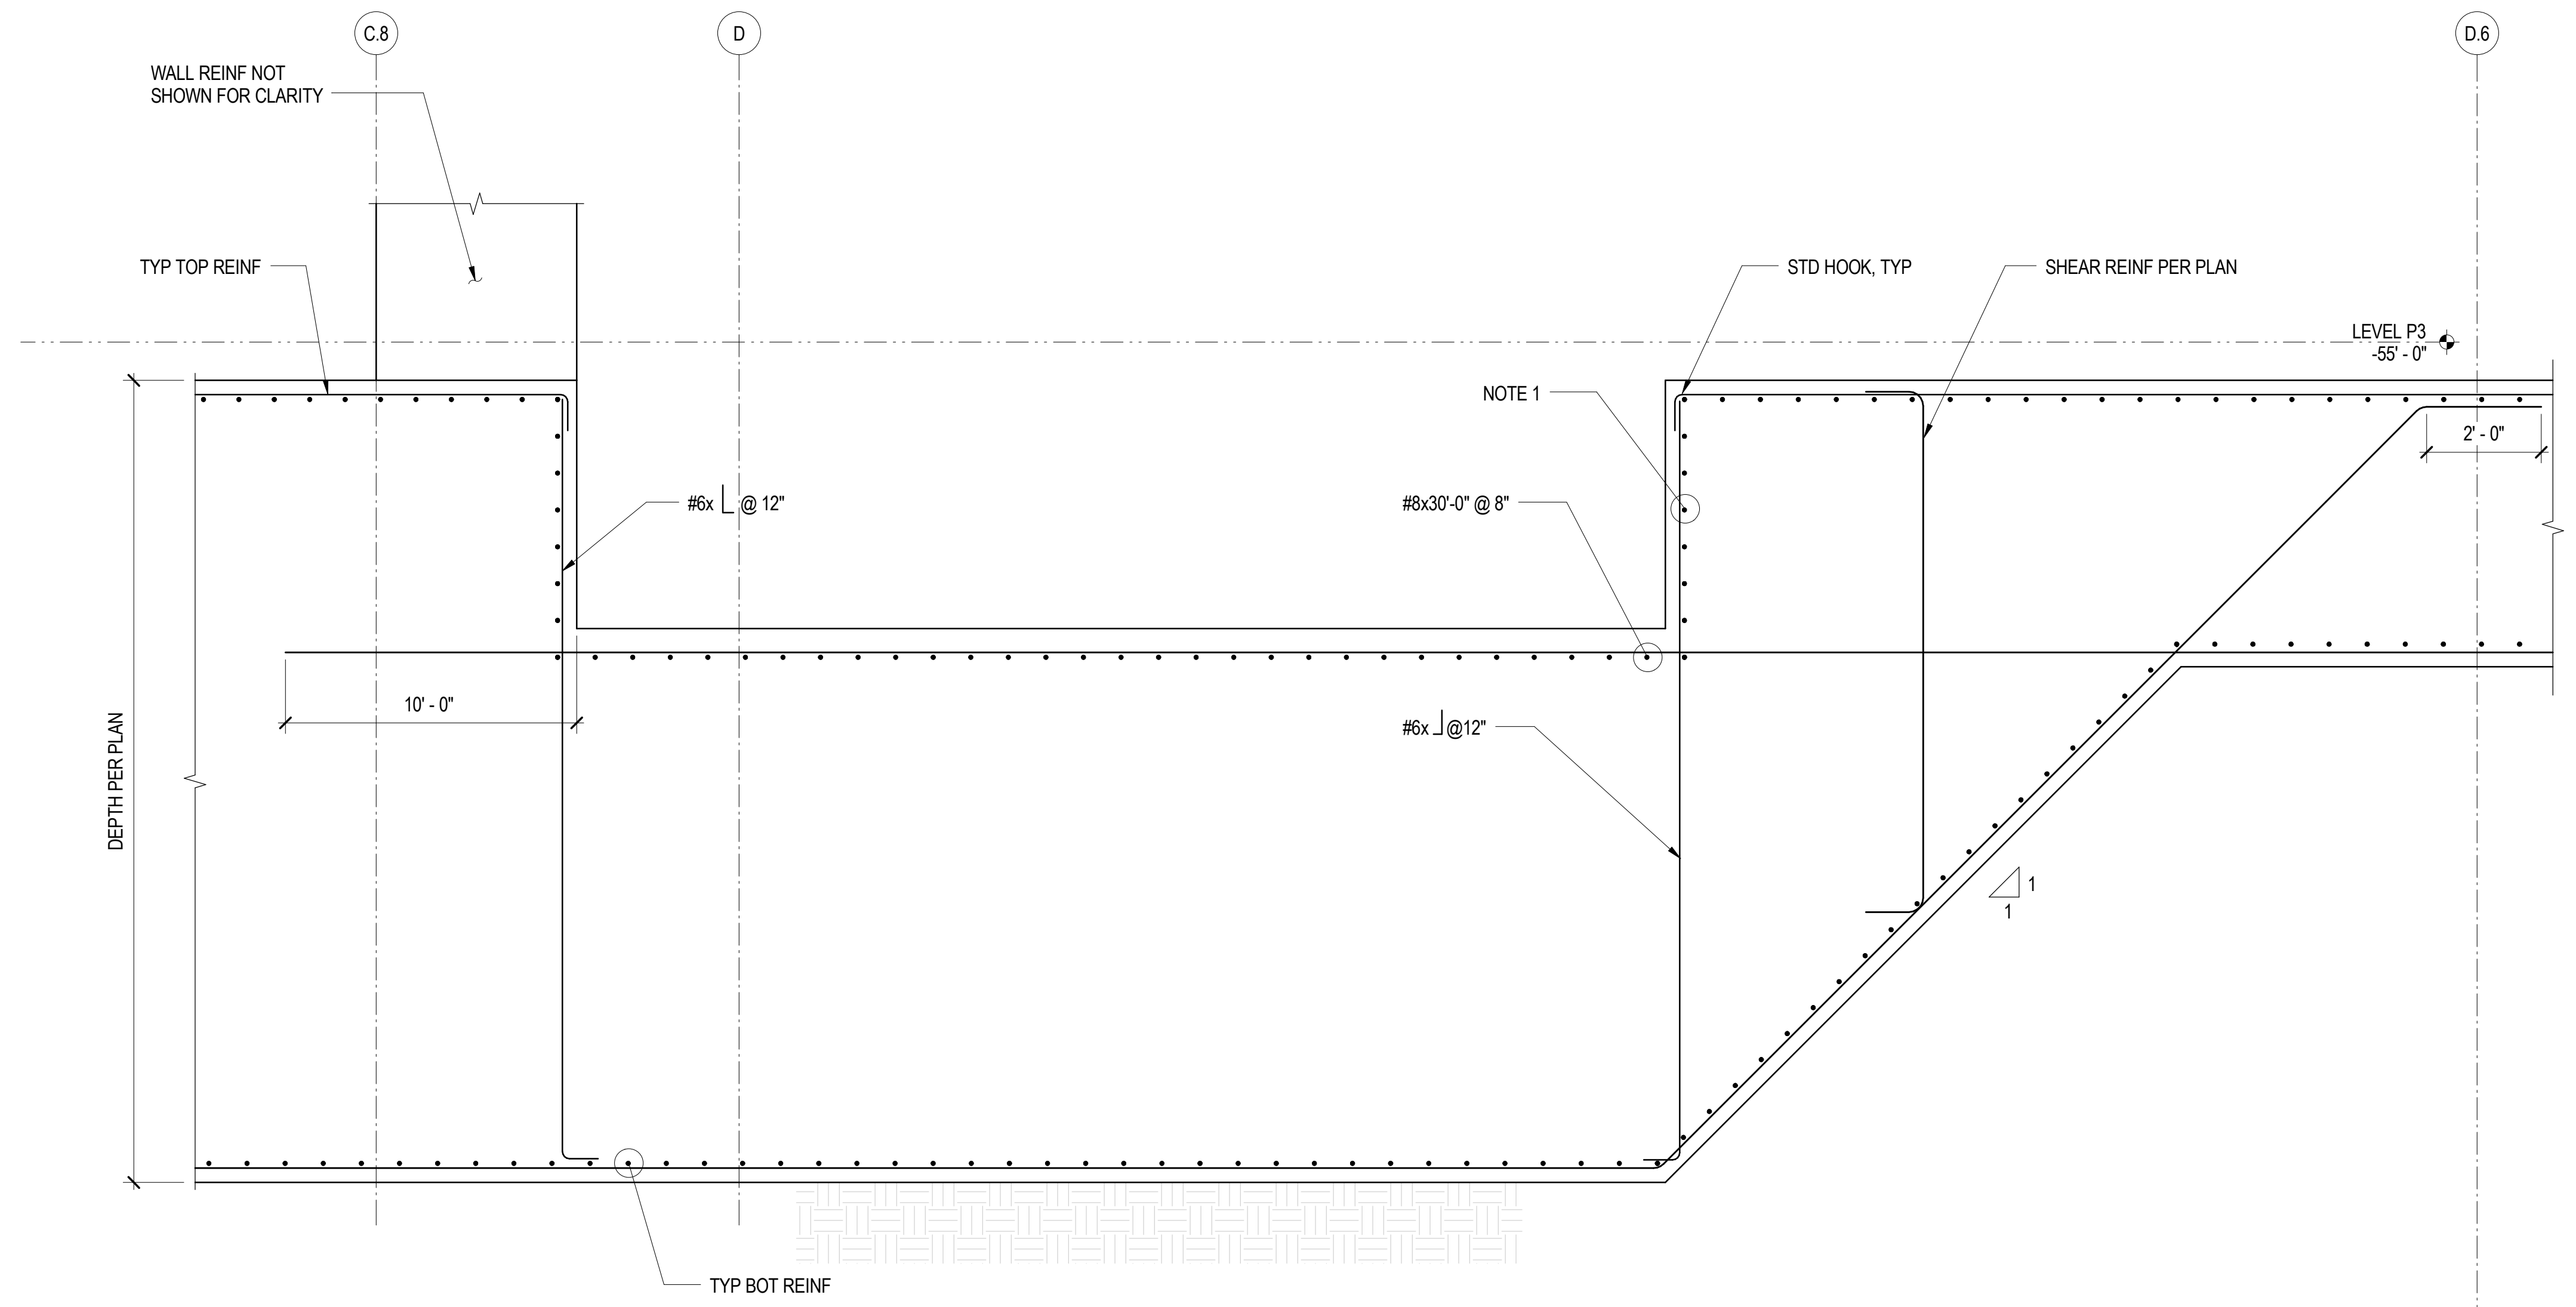 C.8
D
D.6
WALL REINF NOT
SHOWN FOR CLARITY
TYP TOP REINF
STD HOOK, TYP
SHEAR REINF PER PLAN
LEVEL P3
-55' - 0"
NOTE 1
2' - 0"
#6x @ 12"
#8x30'-0" @ 8"
10' - 0"
#6x @12"
DEPTH PER PLAN
1
1
TYP BOT REINF